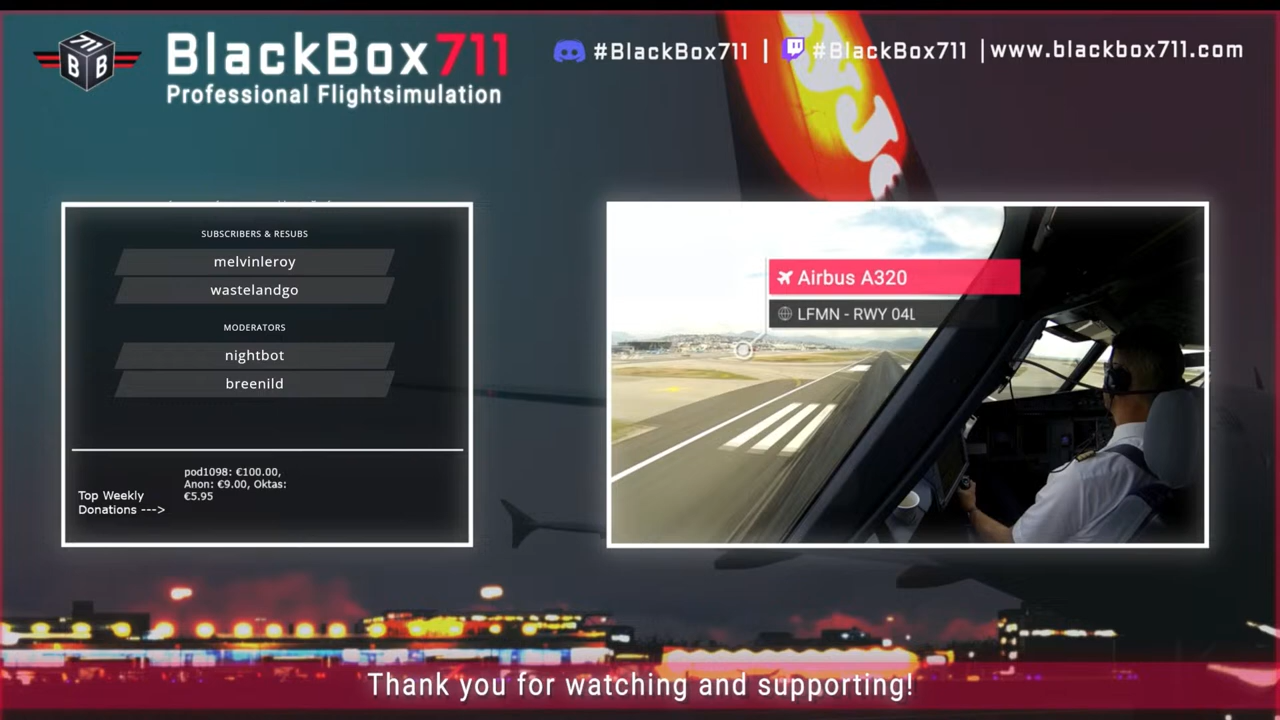 BlackBox711
Professional Flightsimulation
#BlackBox711 | #BlackBox711 | www.blackbox711.com
SUBSCRIBERS & RESUBS
melvinleroy
wastelandgo
MODERATORS
nightbot
breenild
Top Weekly
Donations --->
pod1098: €100.00,
Anon: €9.00, Oktas:
€5.95
Airbus A320
LFMN - RWY 04L
Thank you for watching and supporting!